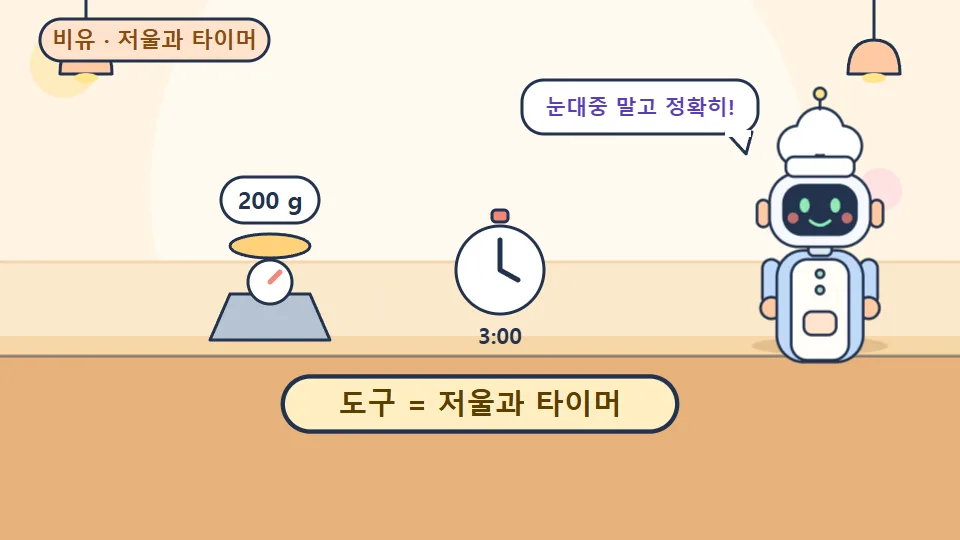 비유 · 저울과 타이머
눈대중 말고 정확히!
200 g
3:00
도구 = 저울과 타이머